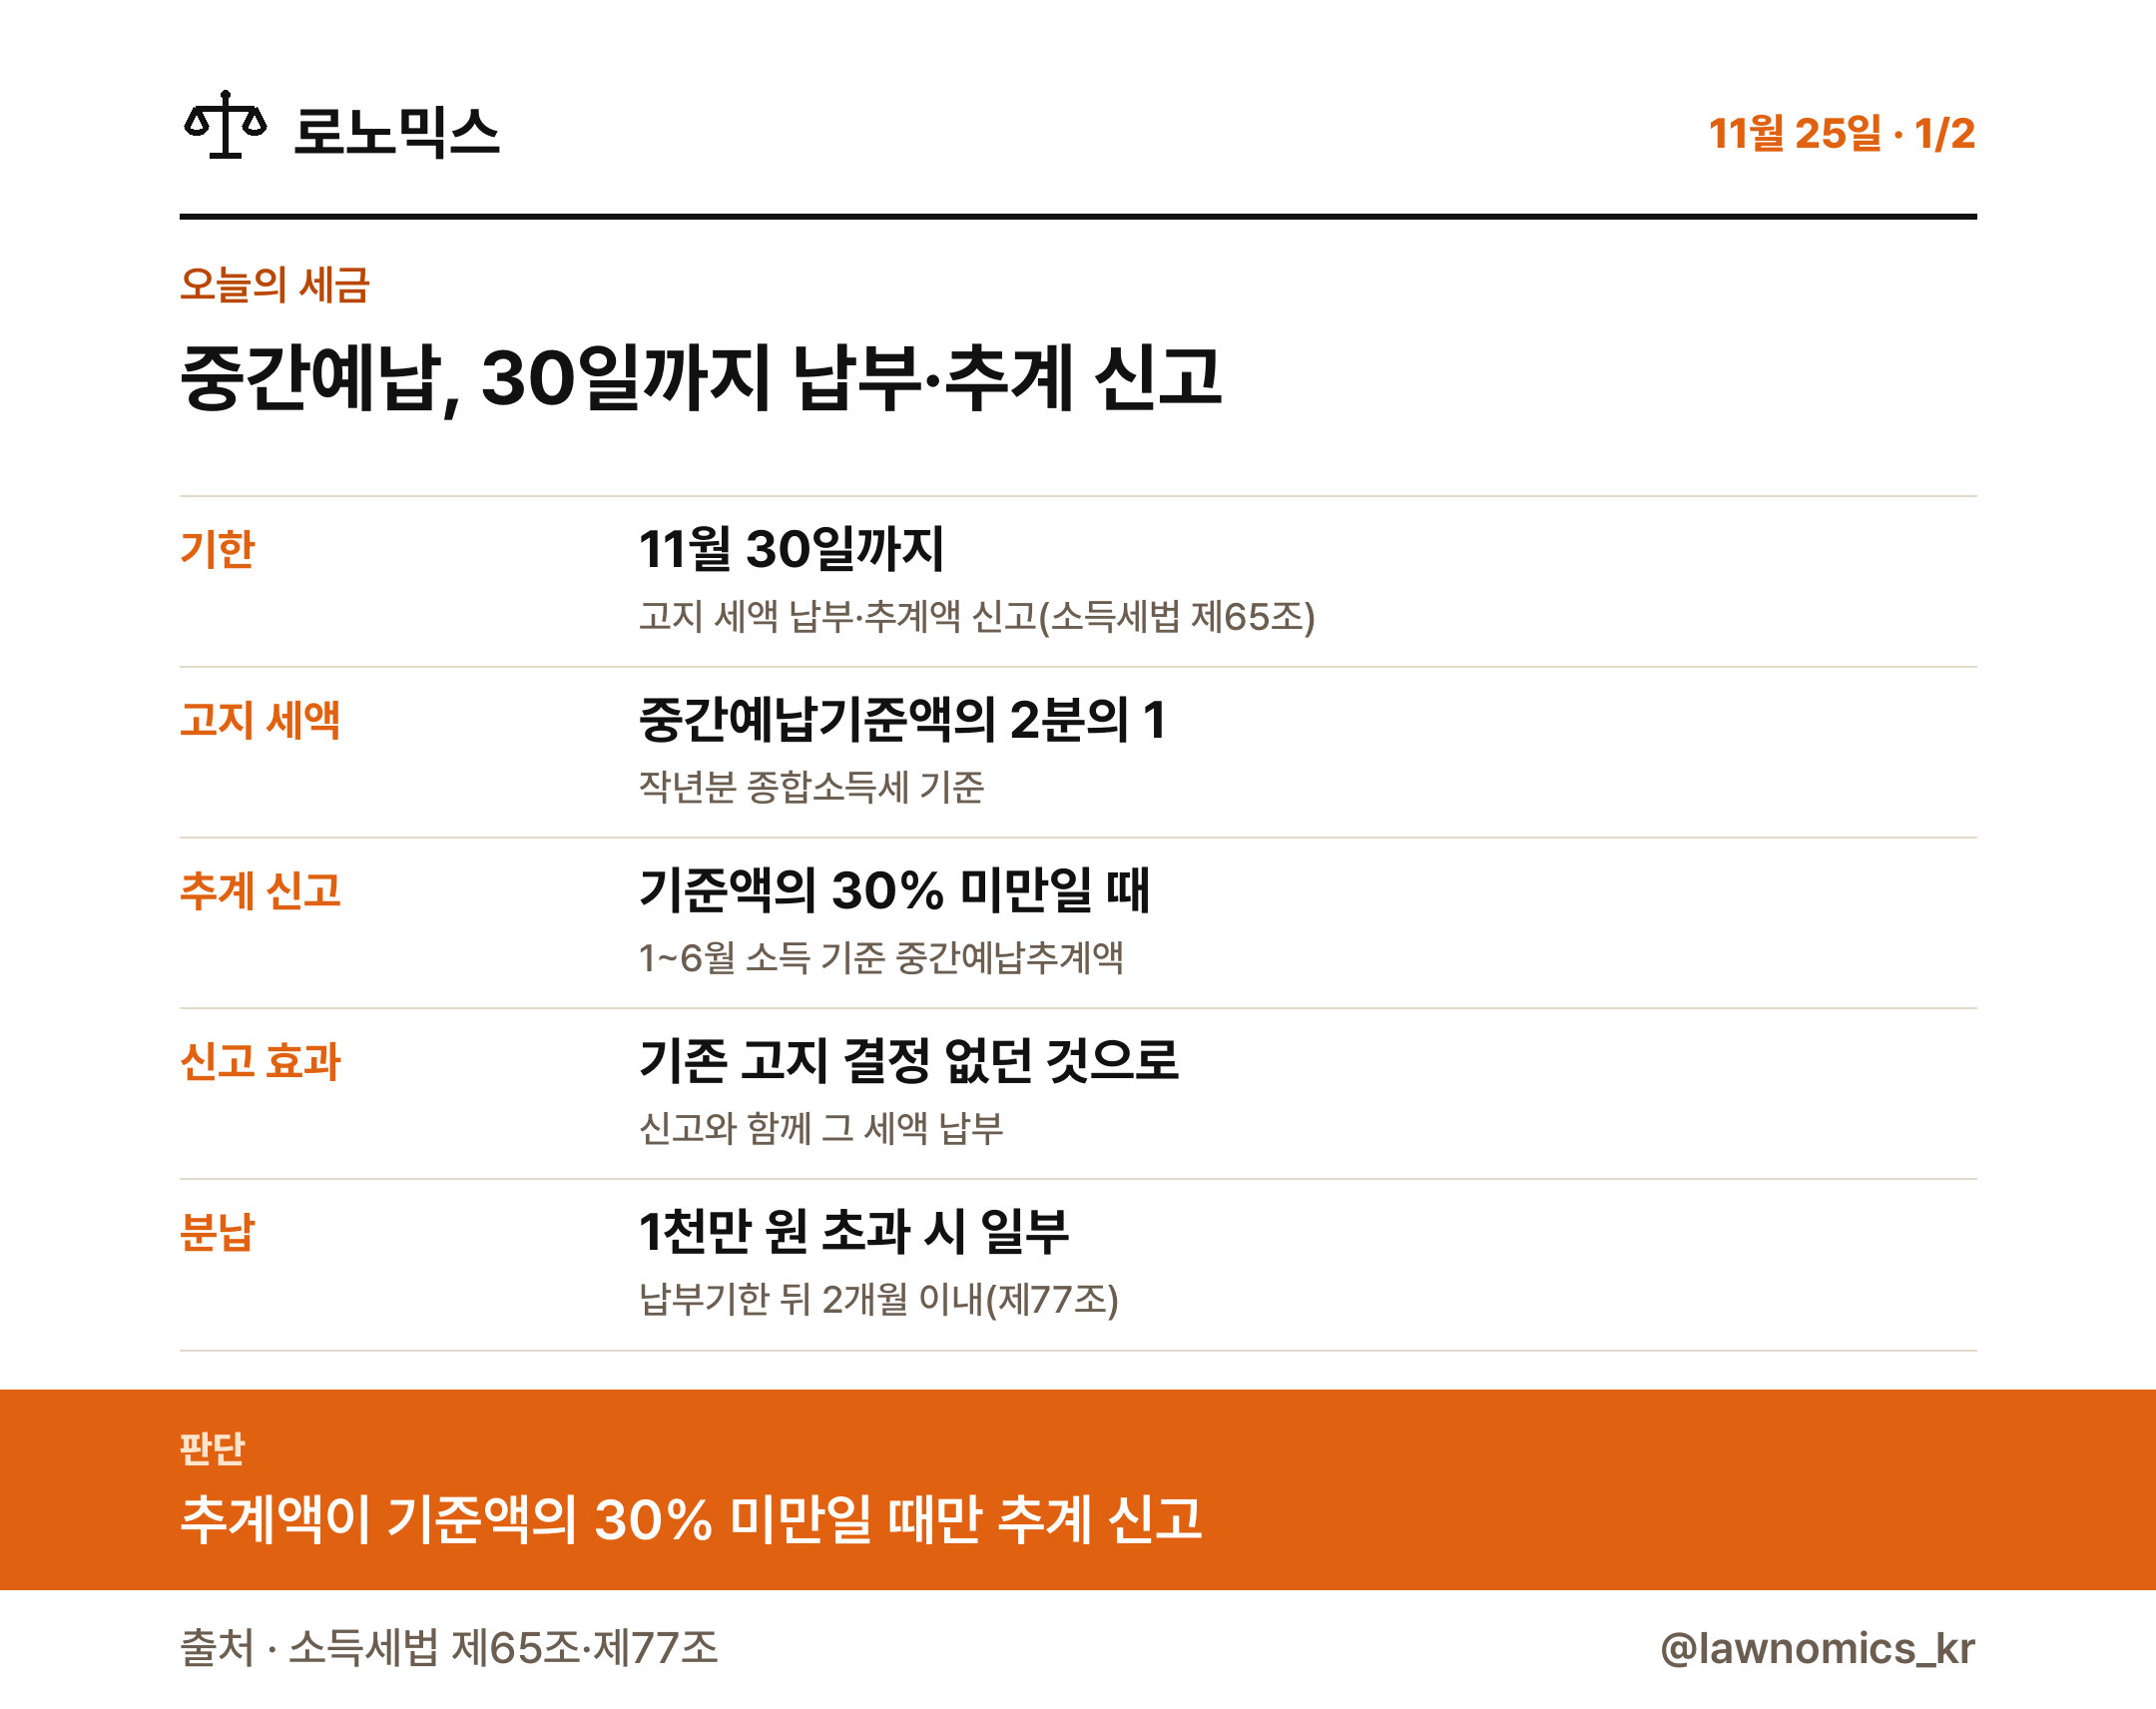 로노믹스
11월 25일 · 1/2
오늘의 세금
중간예납, 30일까지 납부·추계 신고
기한
11월 30일까지
고지 세액 납부·추계액 신고(소득세법 제65조)
고지 세액
중간예납기준액의 2분의 1
작년분 종합소득세 기준
추계 신고
기준액의 30% 미만일 때
1~6월 소득 기준 중간예납추계액
신고 효과
기존 고지 결정 없던 것으로
신고와 함께 그 세액 납부
분납
1천만 원 초과 시 일부
납부기한 뒤 2개월 이내(제77조)
판단
추계액이 기준액의 30% 미만일 때만 추계 신고
출처 · 소득세법 제65조·제77조
@lawnomics_kr